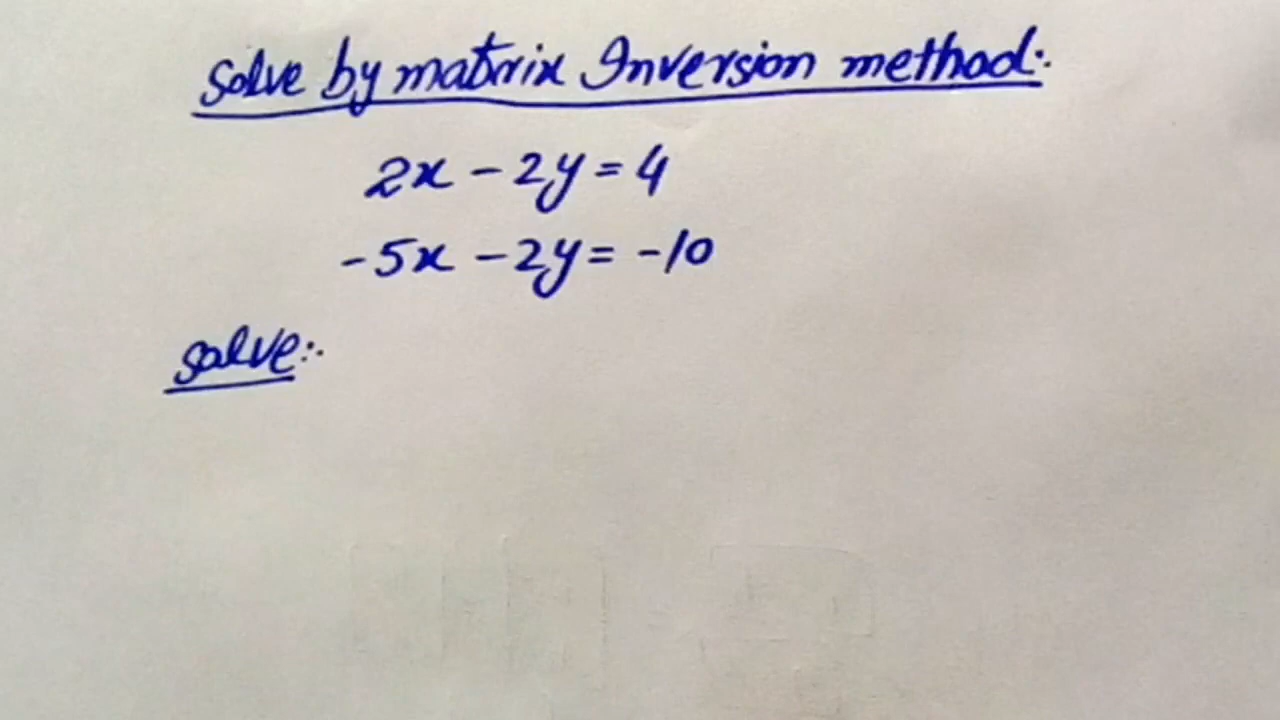 Solve by matrix Inversion method:.
2x - 2y = 4
-5x - 2y = -10
Solve:.